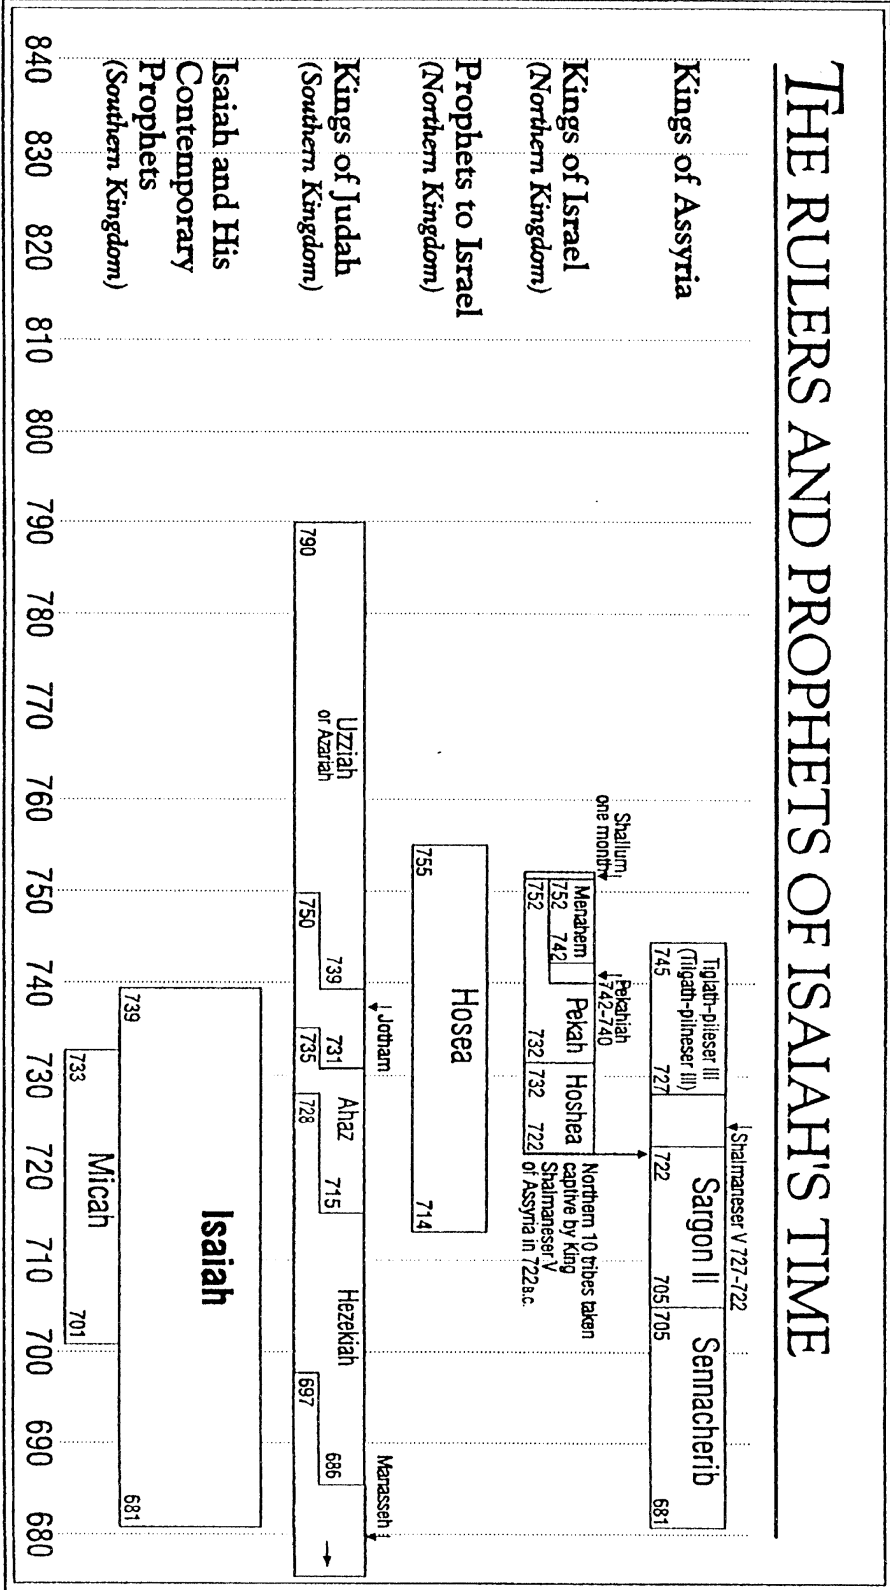 THE RULERS AND PROPHETS OF ISAIAH'S TIME
Kings of Assyria
Tiglath-pileser III
(Tilgath-pilneser III)
745
727
Shalmaneser V 727-722
722
Sargon II
705
705
Sennacherib
681
Kings of Israel
(Northern Kingdom)
Shallum
one month
Menahem
752
742
752
Pekahiah
742-740
Pekah
732
Hoshea
732
722
Northern 10 tribes taken
captive by King
Shalmaneser V
of Assyria in 722 B.C.
Prophets to Israel
(Northern Kingdom)
755
Hosea
714
Kings of Judah
(Southern Kingdom)
790
Uzziah
or Azariah
750
739
Jotham
735
731
Ahaz
728
715
Hezekiah
697
686
Manasseh
Isaiah and His
Contemporary
Prophets
(Southern Kingdom)
739
Isaiah
681
733
Micah
701
840 830 820 810 800 790 780 770 760 750 740 730 720 710 700 690 680